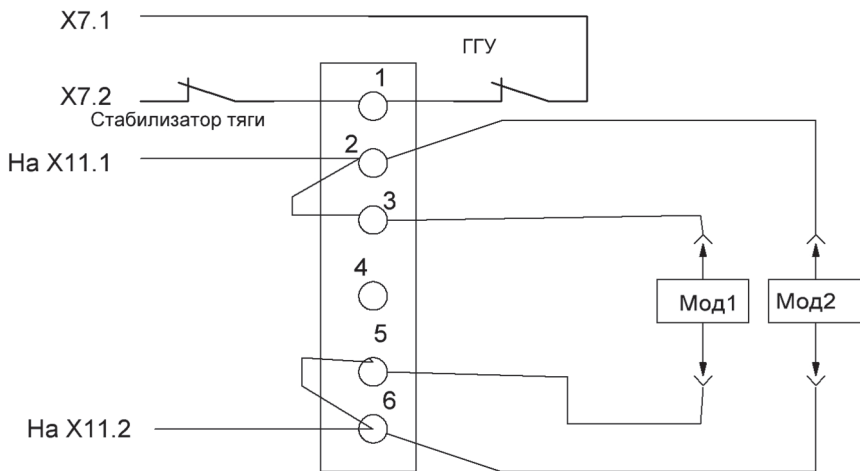 X7.1
ГГУ
1
X7.2
Стабилизатор тяги
2
На X11.1
3
4
Мод1
Мод2
5
6
На X11.2